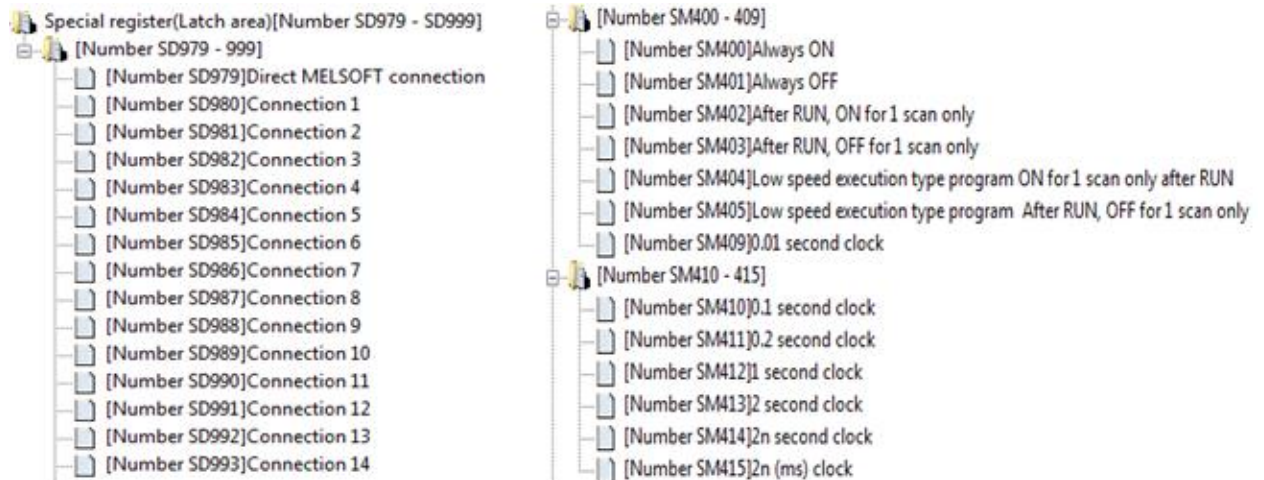 Special register(Latch area)[Number SD979 - SD999]
[Number SD979 - 999]
[Number SD979]Direct MELSOFT connection
[Number SD980]Connection 1
[Number SD981]Connection 2
[Number SD982]Connection 3
[Number SD983]Connection 4
[Number SD984]Connection 5
[Number SD985]Connection 6
[Number SD986]Connection 7
[Number SD987]Connection 8
[Number SD988]Connection 9
[Number SD989]Connection 10
[Number SD990]Connection 11
[Number SD991]Connection 12
[Number SD992]Connection 13
[Number SD993]Connection 14
[Number SM400 - 409]
[Number SM400]Always ON
[Number SM401]Always OFF
[Number SM402]After RUN, ON for 1 scan only
[Number SM403]After RUN, OFF for 1 scan only
[Number SM404]Low speed execution type program ON for 1 scan only after RUN
[Number SM405]Low speed execution type program After RUN, OFF for 1 scan only
[Number SM409]0.01 second clock
[Number SM410 - 415]
[Number SM410]0.1 second clock
[Number SM411]0.2 second clock
[Number SM412]1 second clock
[Number SM413]2 second clock
[Number SM414]2n second clock
[Number SM415]2n (ms) clock